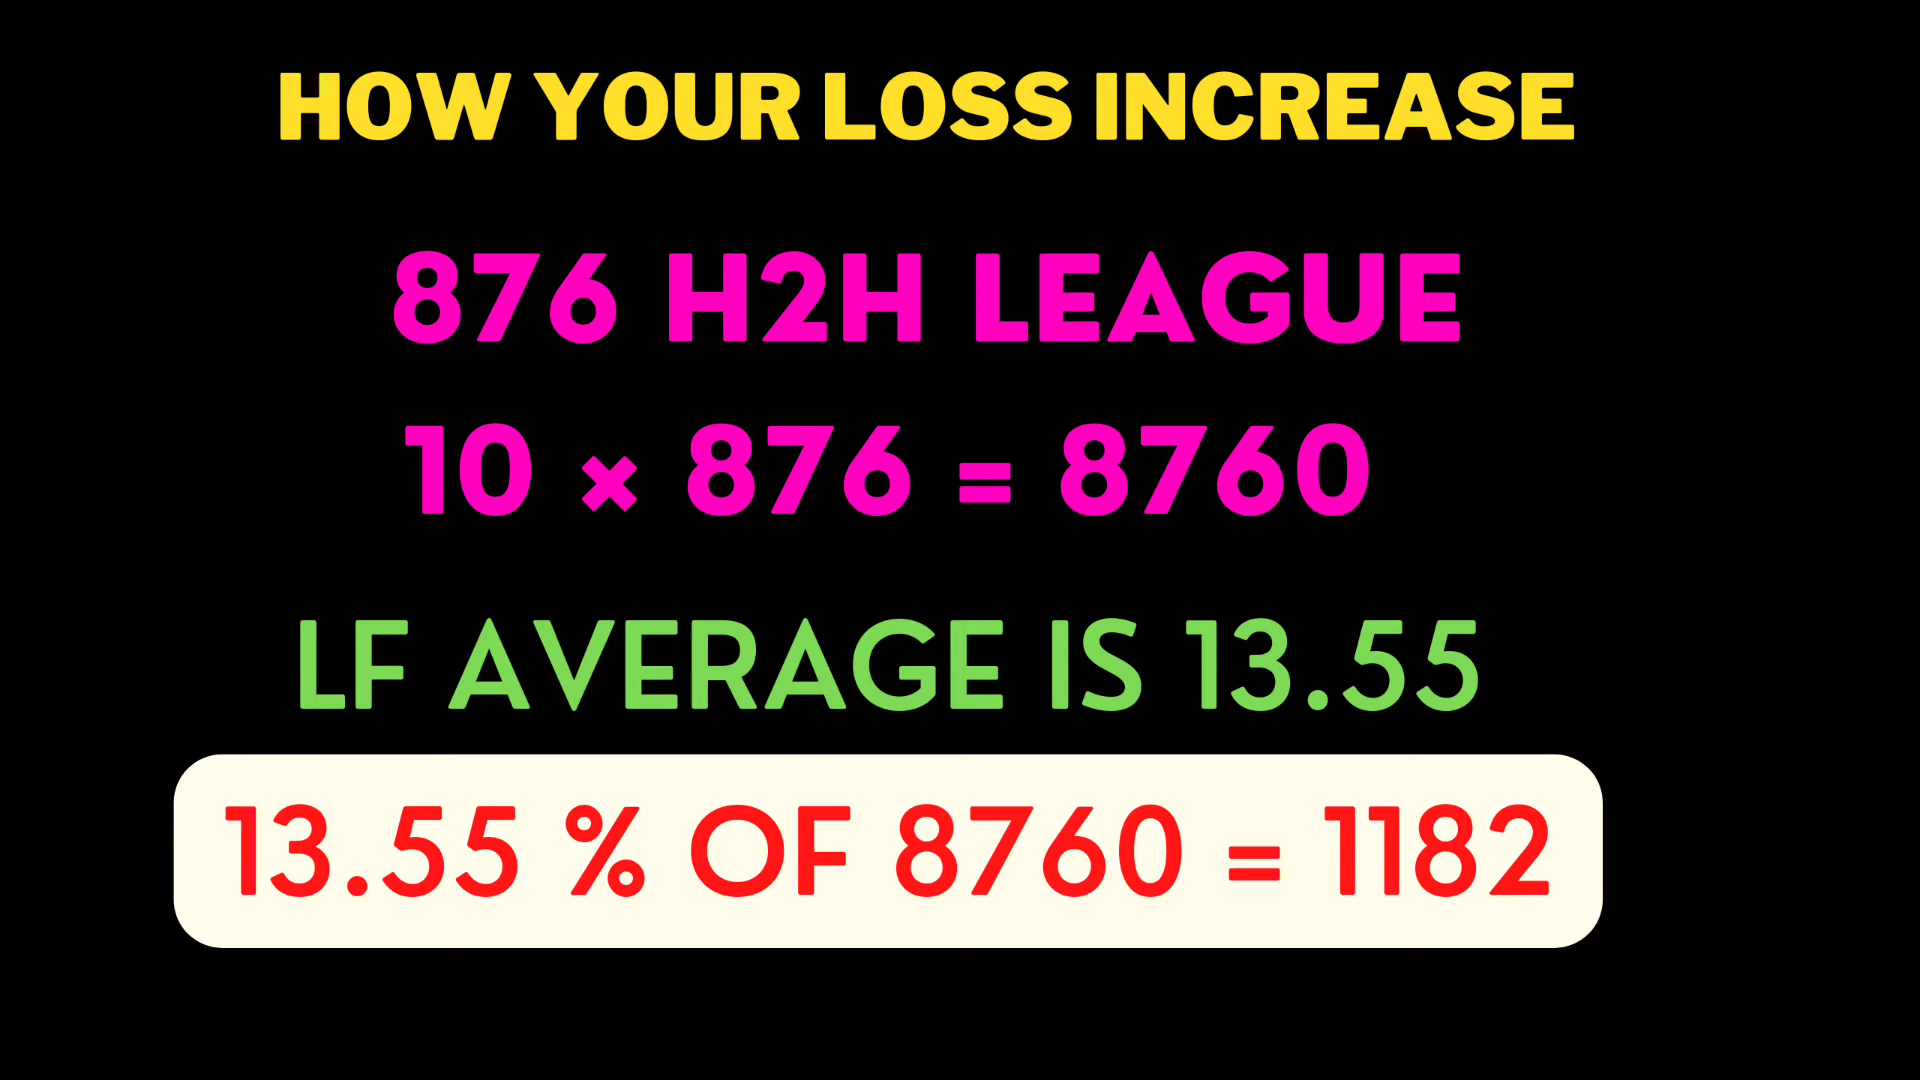 HOW YOUR LOSS INCREASE
876 H2H LEAGUE
10 × 876 = 8760
LF AVERAGE IS 13.55
13.55 % OF 8760 = 1182